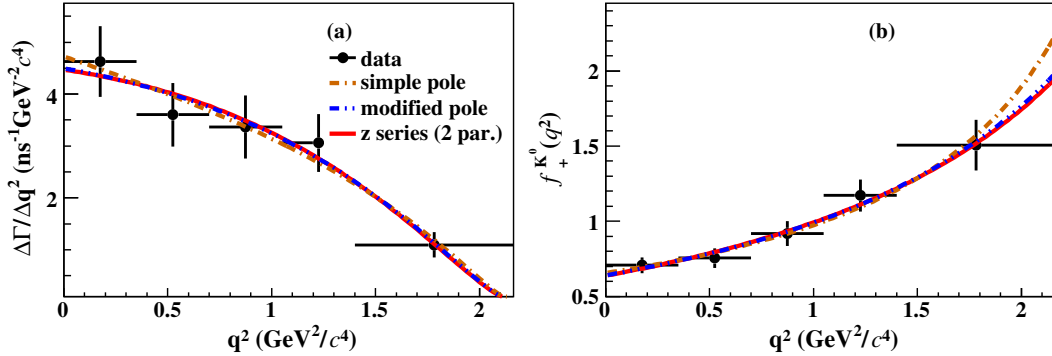 (a)
data
simple pole
modified pole
z series (2 par.)
ΔΓ/Δq² (ns⁻¹GeV⁻²c⁴)
4
2
0 0.5 1 1.5 2
q² (GeV²/c⁴)
(b)
f₊^K⁰(q²)
2
1.5
1
0.5
0 0.5 1 1.5 2
q² (GeV²/c⁴)